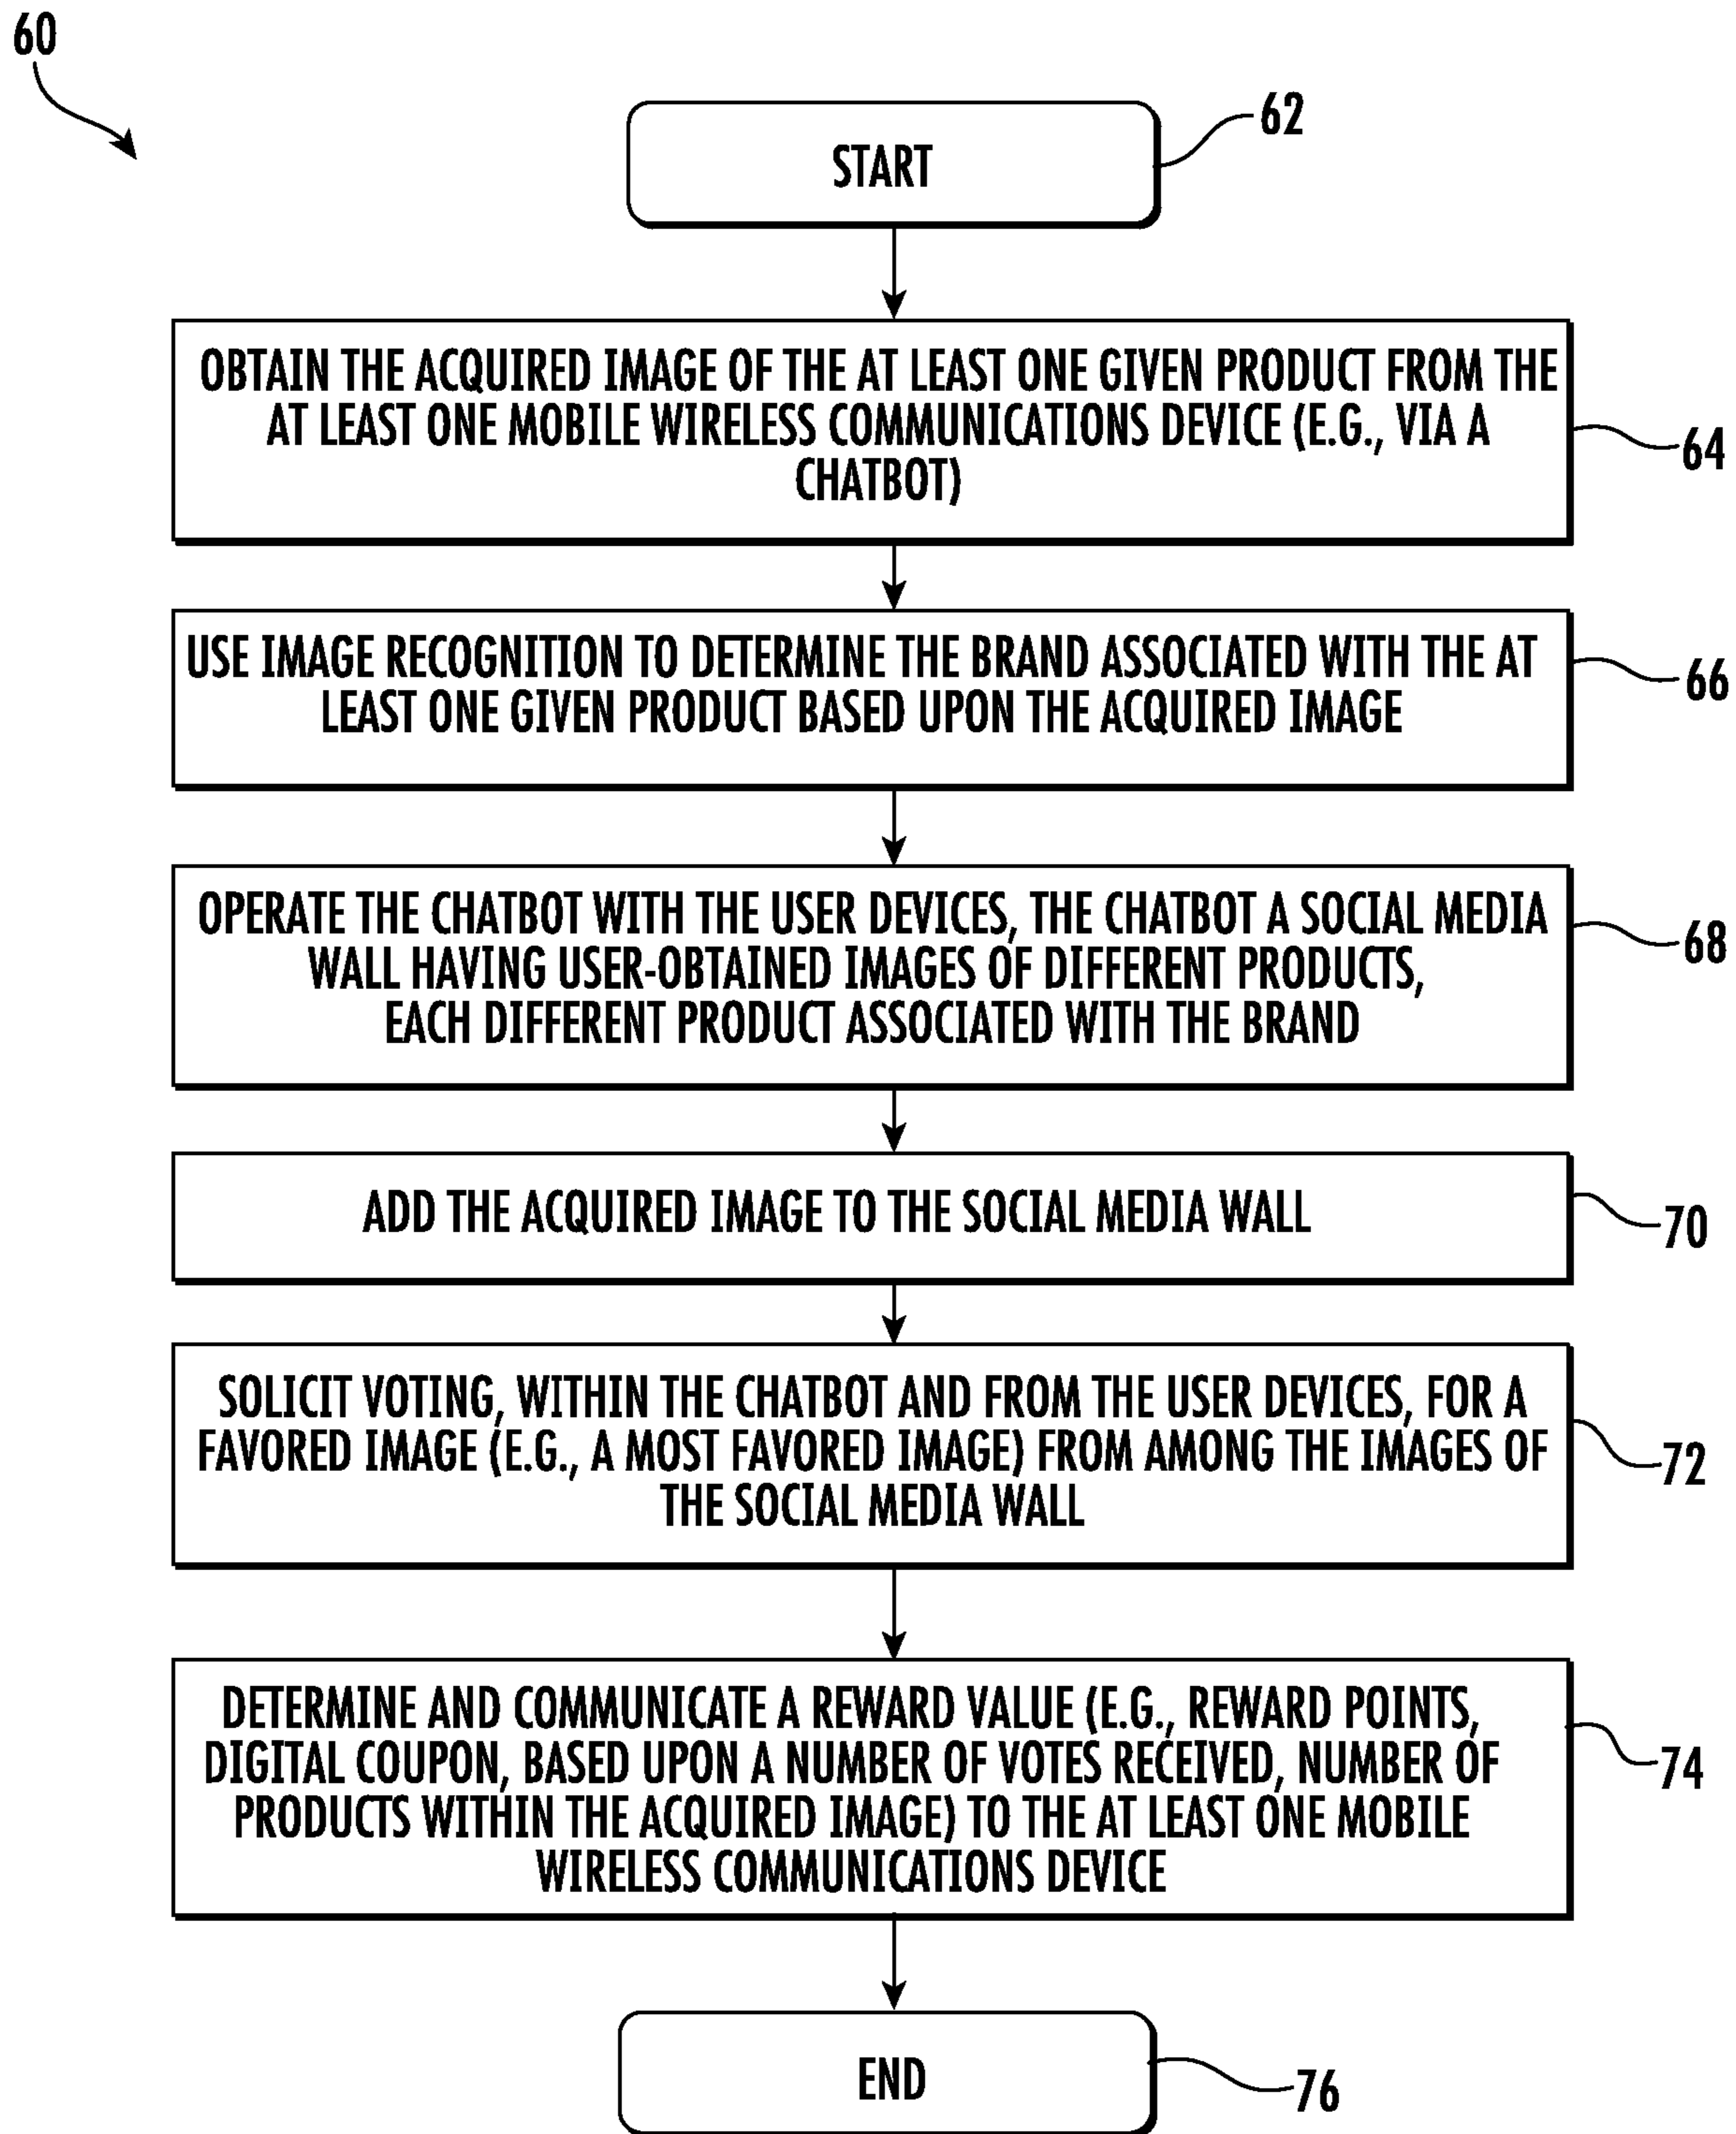 60
62
START
OBTAIN THE ACQUIRED IMAGE OF THE AT LEAST ONE GIVEN PRODUCT FROM THE
AT LEAST ONE MOBILE WIRELESS COMMUNICATIONS DEVICE (E.G., VIA A
CHATBOT)
64
USE IMAGE RECOGNITION TO DETERMINE THE BRAND ASSOCIATED WITH THE AT
LEAST ONE GIVEN PRODUCT BASED UPON THE ACQUIRED IMAGE
66
OPERATE THE CHATBOT WITH THE USER DEVICES, THE CHATBOT A SOCIAL MEDIA
WALL HAVING USER-OBTAINED IMAGES OF DIFFERENT PRODUCTS,
EACH DIFFERENT PRODUCT ASSOCIATED WITH THE BRAND
68
ADD THE ACQUIRED IMAGE TO THE SOCIAL MEDIA WALL
70
SOLICIT VOTING, WITHIN THE CHATBOT AND FROM THE USER DEVICES, FOR A
FAVORED IMAGE (E.G., A MOST FAVORED IMAGE) FROM AMONG THE IMAGES OF
THE SOCIAL MEDIA WALL
72
DETERMINE AND COMMUNICATE A REWARD VALUE (E.G., REWARD POINTS,
DIGITAL COUPON, BASED UPON A NUMBER OF VOTES RECEIVED, NUMBER OF
PRODUCTS WITHIN THE ACQUIRED IMAGE) TO THE AT LEAST ONE MOBILE
WIRELESS COMMUNICATIONS DEVICE
74
END
76